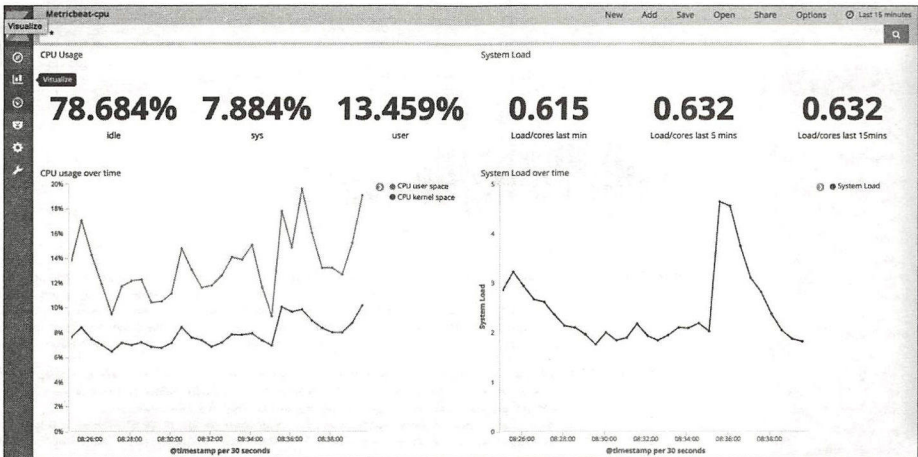 Metricbeat-cpu
New Add Save Open Share Options Last 15 minutes
Visualize
*
Visualize
CPU Usage
78.684% 7.884% 13.459%
idle sys user
System Load
0.615 0.632 0.632
Load/cores last min Load/cores last 5 mins Load/cores last 15mins
CPU usage over time
CPU user space
CPU kernel space
20%
18%
16%
14%
12%
10%
8%
6%
4%
2%
0%
08:26:00 08:28:00 08:30:00 08:32:00 08:34:00 08:36:00 08:38:00
@timestamp per 30 seconds
System Load over time
System Load
System Load
5
4
3
2
1
0
08:26:00 08:28:00 08:30:00 08:32:00 08:34:00 08:36:00 08:38:00
@timestamp per 30 seconds